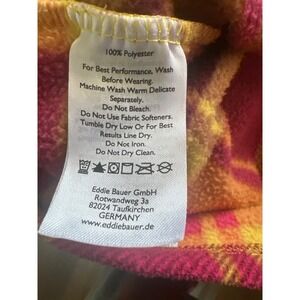 100% Polyester
For Best Performance, Wash
Before Wearing.
Machine Wash Warm Delicate
Separately.
Do Not Bleach.
Do Not Use Fabric Softeners.
Tumble Dry Low Or For Best
Results Line Dry.
Do Not Iron.
Do Not Dry Clean.
Eddie Bauer GmbH
Rotwandweg 3a
82024 Taufkirchen
GERMANY
www.eddiebauer.de